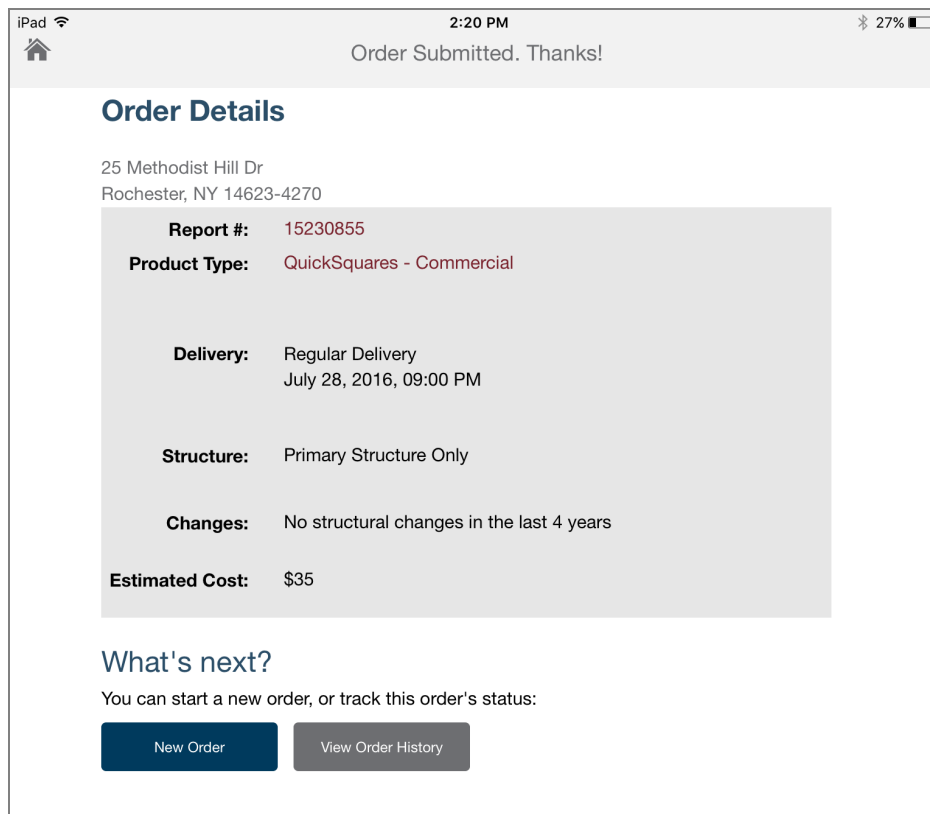 iPad 2:20 PM 27%
Order Submitted. Thanks!
Order Details
25 Methodist Hill Dr
Rochester, NY 14623-4270
Report #: 15230855
Product Type: QuickSquares - Commercial
Delivery: Regular Delivery
July 28, 2016, 09:00 PM
Structure: Primary Structure Only
Changes: No structural changes in the last 4 years
Estimated Cost: $35
What's next?
You can start a new order, or track this order's status:
New Order View Order History